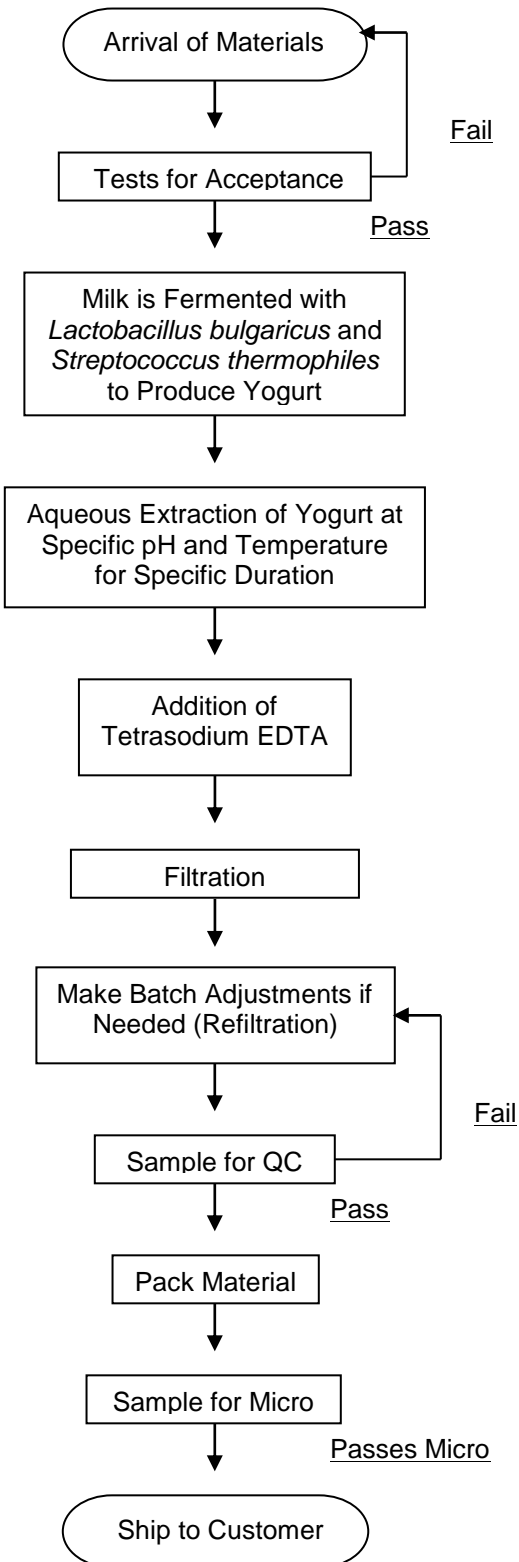 Arrival of Materials
Fail
Tests for Acceptance
Pass
Milk is Fermented with
Lactobacillus bulgaricus and
Streptococcus thermophiles
to Produce Yogurt
Aqueous Extraction of Yogurt at
Specific pH and Temperature
for Specific Duration
Addition of
Tetrasodium EDTA
Filtration
Make Batch Adjustments if
Needed (Refiltration)
Fail
Sample for QC
Pass
Pack Material
Sample for Micro
Passes Micro
Ship to Customer